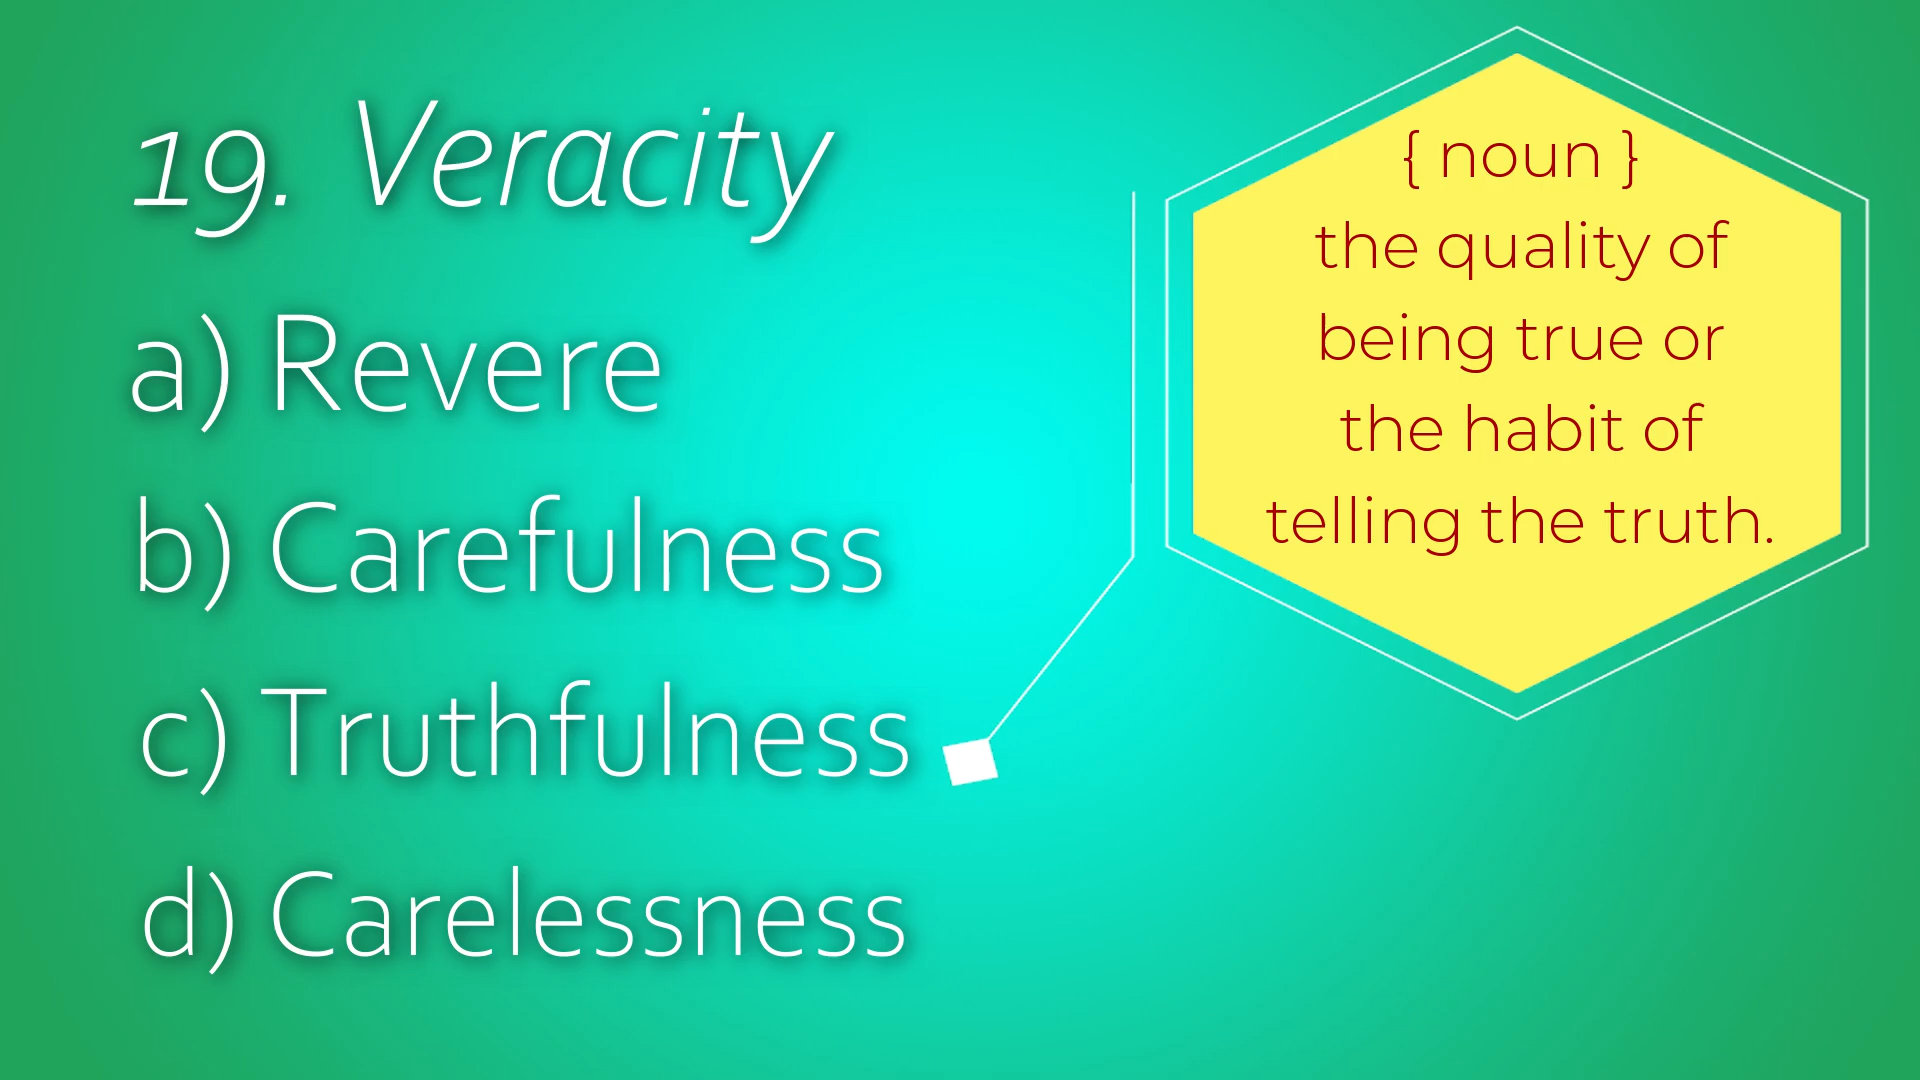 19. Veracity
a) Revere
b) Carefulness
c) Truthfulness
d) Carelessness
{ noun }
the quality of
being true or
the habit of
telling the truth.